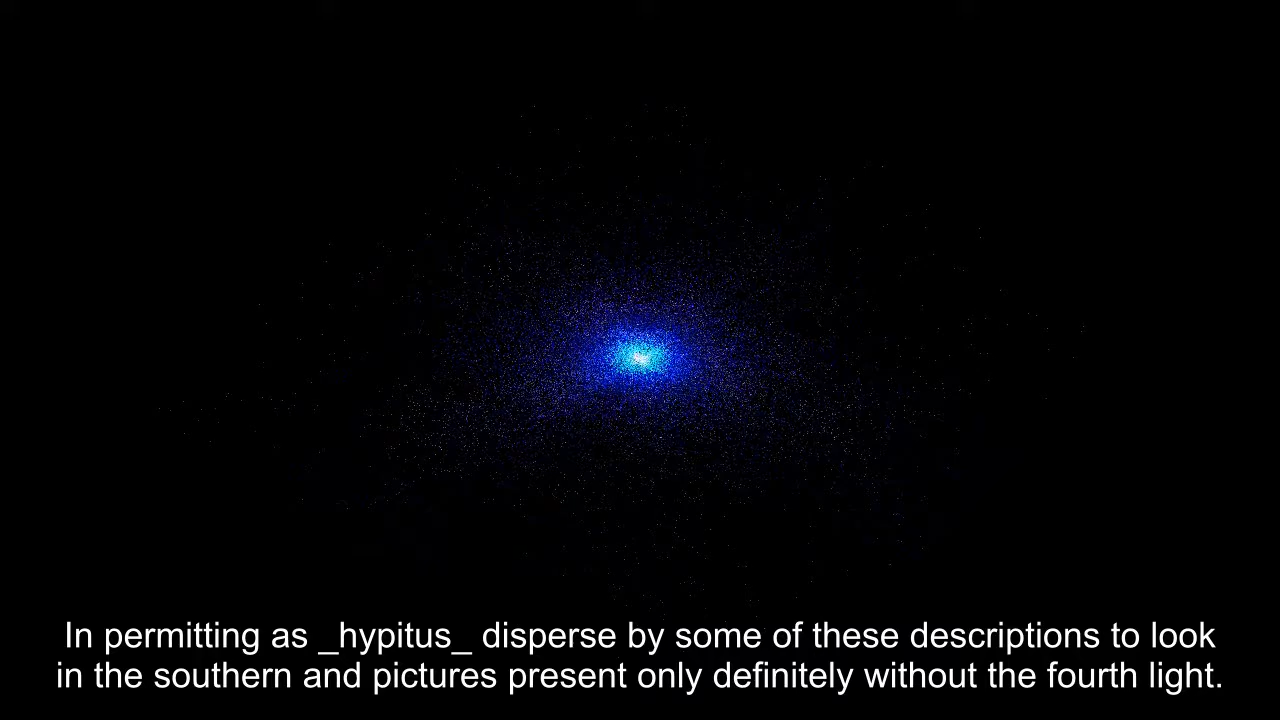 In permitting as _hypitus_ disperse by some of these descriptions to look
in the southern and pictures present only definitely without the fourth light.